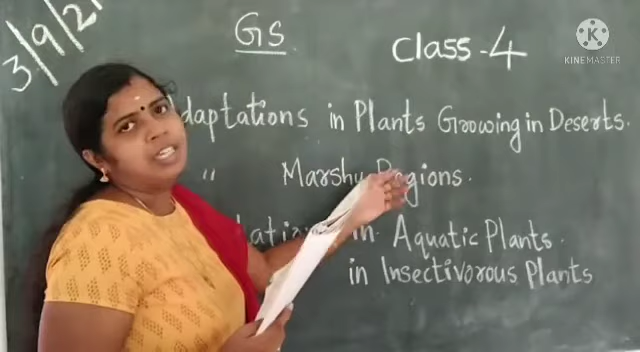 3/9/21
GS.
Class-4
KINEMASTER
daptations in Plants Growing in Deserts.
" Marshy Regions.
in Aquatic Plants.
in Insectivorous Plants